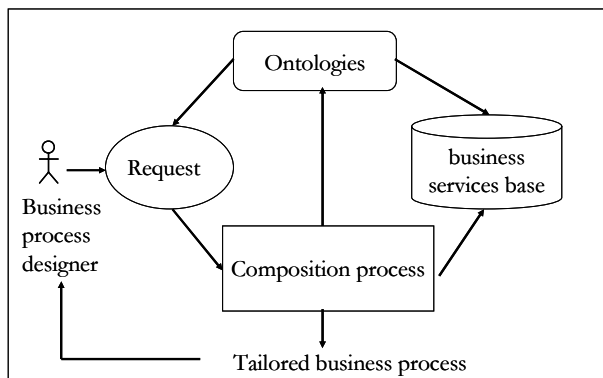 Ontologies
Request
business
services base
Business
process
designer
Composition process
Tailored business process